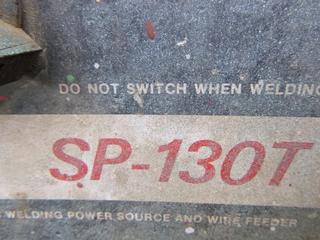 DO NOT SWITCH WHEN WELDING
SP-130T
WELDING POWER SOURCE AND WIRE FEEDER